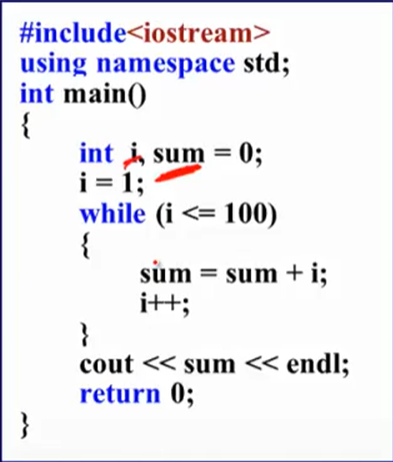 #include<iostream>
using namespace std;
int main()
{
int i, sum = 0;
i = 1;
while (i <= 100)
{
sum = sum + i;
i++;
}
cout << sum << endl;
return 0;
}